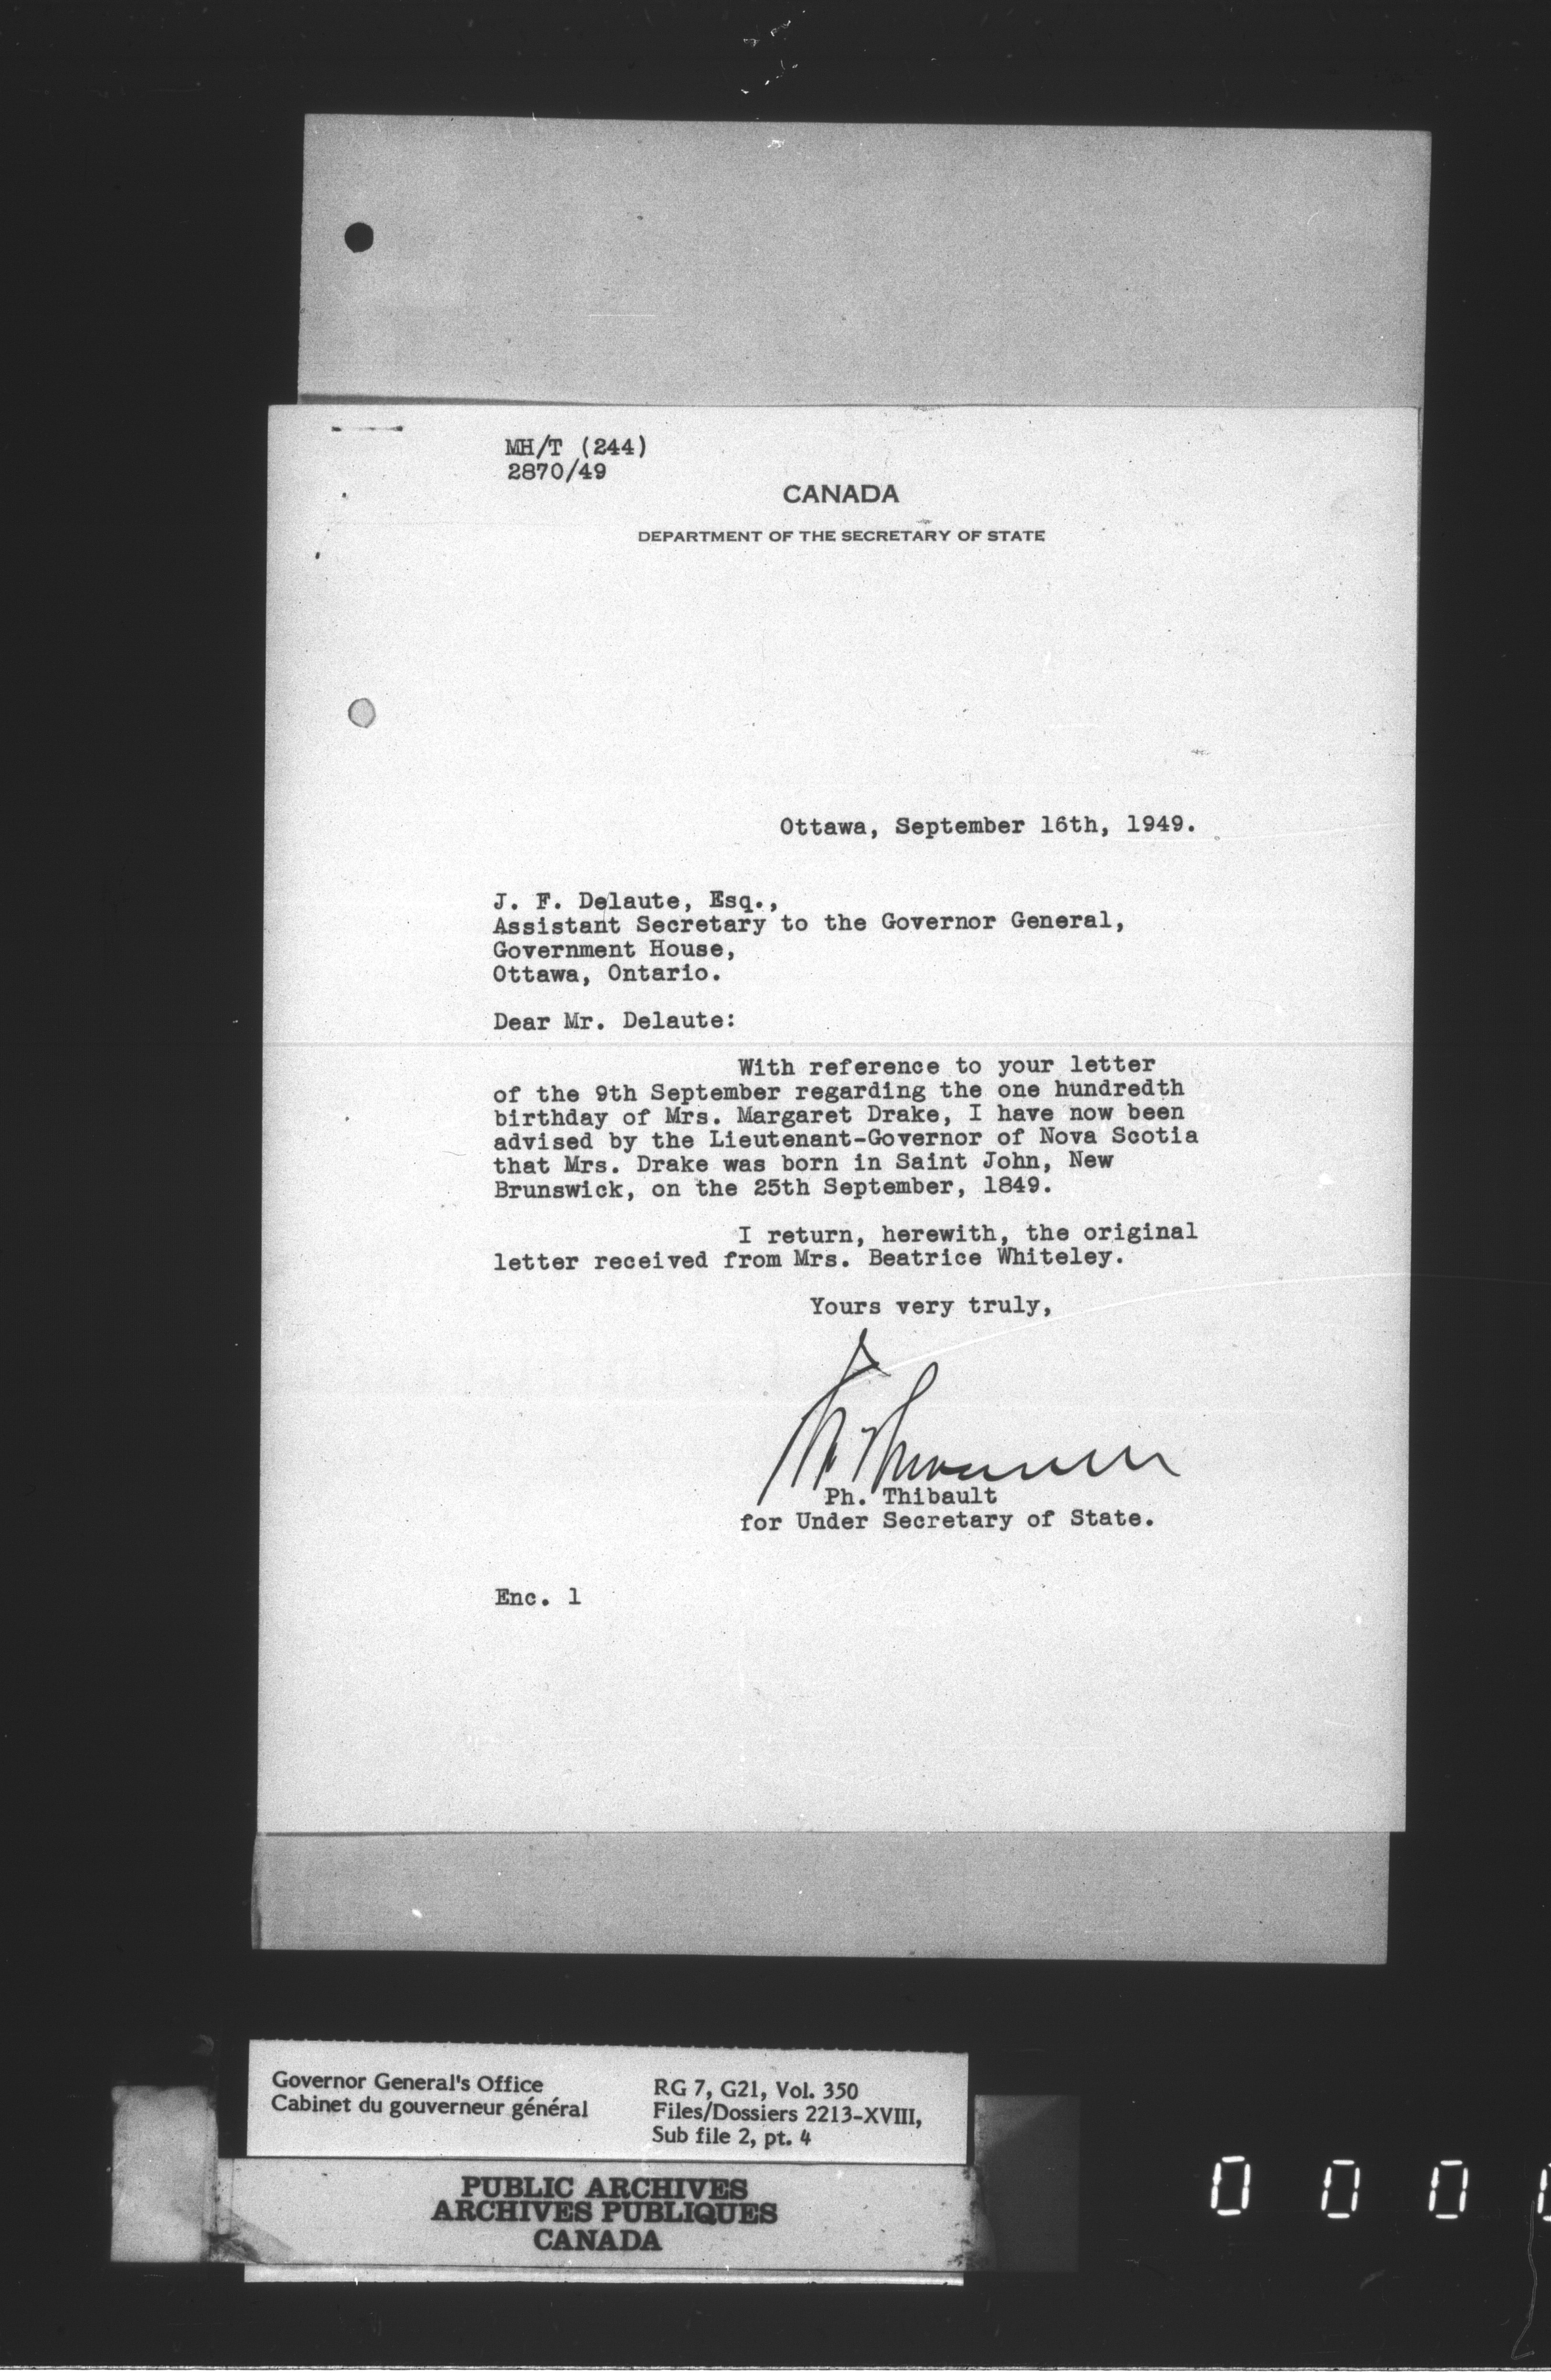 MH/T (244)
2870/49
CANADA
DEPARTMENT OF THE SECRETARY OF STATE
Ottawa, September 16th, 1949.
J. F. Delaute, Esq.,
Assistant Secretary to the Governor General,
Government House,
Ottawa, Ontario.
Dear Mr. Delaute:
With reference to your letter
of the 9th September regarding the one hundredth
birthday of Mrs. Margaret Drake, I have now been
advised by the Lieutenant-Governor of Nova Scotia
that Mrs. Drake was born in Saint John, New
Brunswick, on the 25th September, 1849.
I return, herewith, the original
letter received from Mrs. Beatrice Whiteley.
Yours very truly,
Ph. Thibault
for Under Secretary of State.
Enc. 1
Governor General's Office
Cabinet du gouverneur général
RG 7, G21, Vol. 350
Files/Dossiers 2213-XVIII,
Sub file 2, pt. 4
PUBLIC ARCHIVES
ARCHIVES PUBLIQUES
CANADA
0 0 0